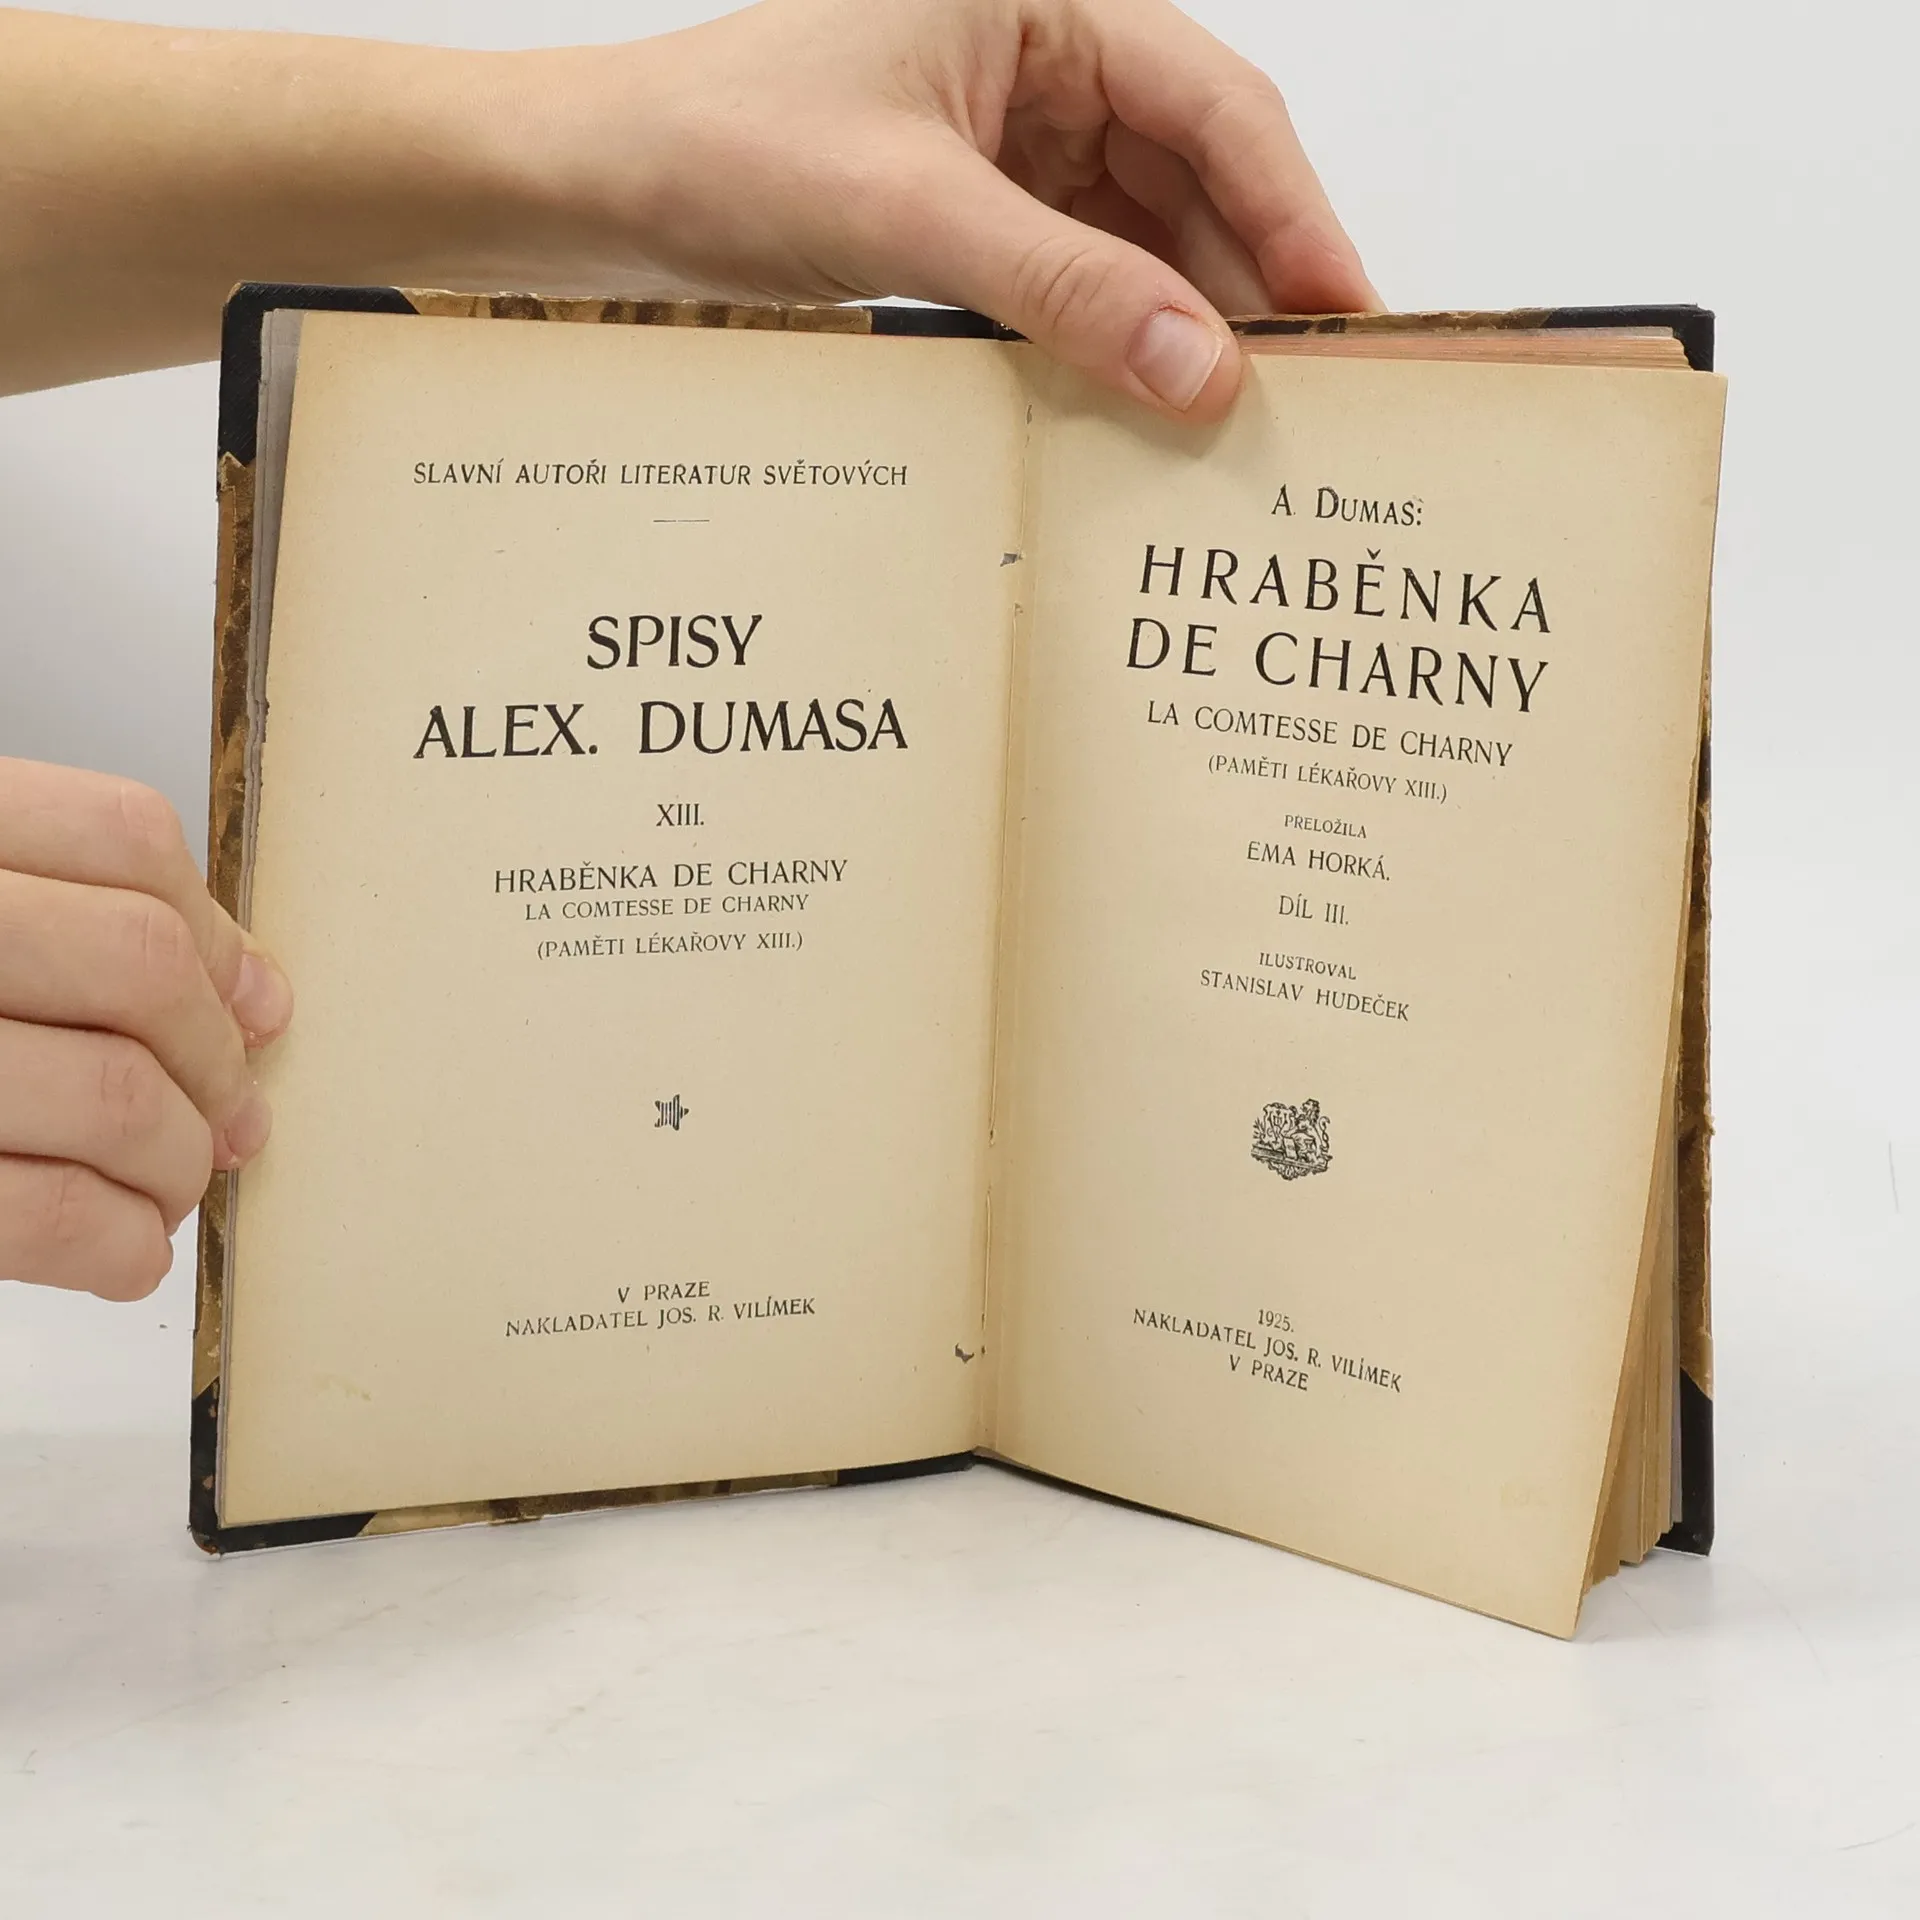 SLAVNÍ AUTOŘI LITERATUR SVĚTOVÝCH
SPISY
ALEX. DUMASA
XIII.
HRABĚNKA DE CHARNY
LA COMTESSE DE CHARNY
(PAMĚTI LÉKAŘOVY XIII.)
V PRAZE
NAKLADATEL JOS. R. VILÍMEK
A. DUMAS:
HRABĚNKA
DE CHARNY
LA COMTESSE DE CHARNY
(PAMĚTI LÉKAŘOVY XIII.)
PŘELOŽILA
EMA HORKÁ.
DÍL III.
ILUSTROVAL
STANISLAV HUDEČEK
1925.
NAKLADATEL JOS. R. VILÍMEK
V PRAZE